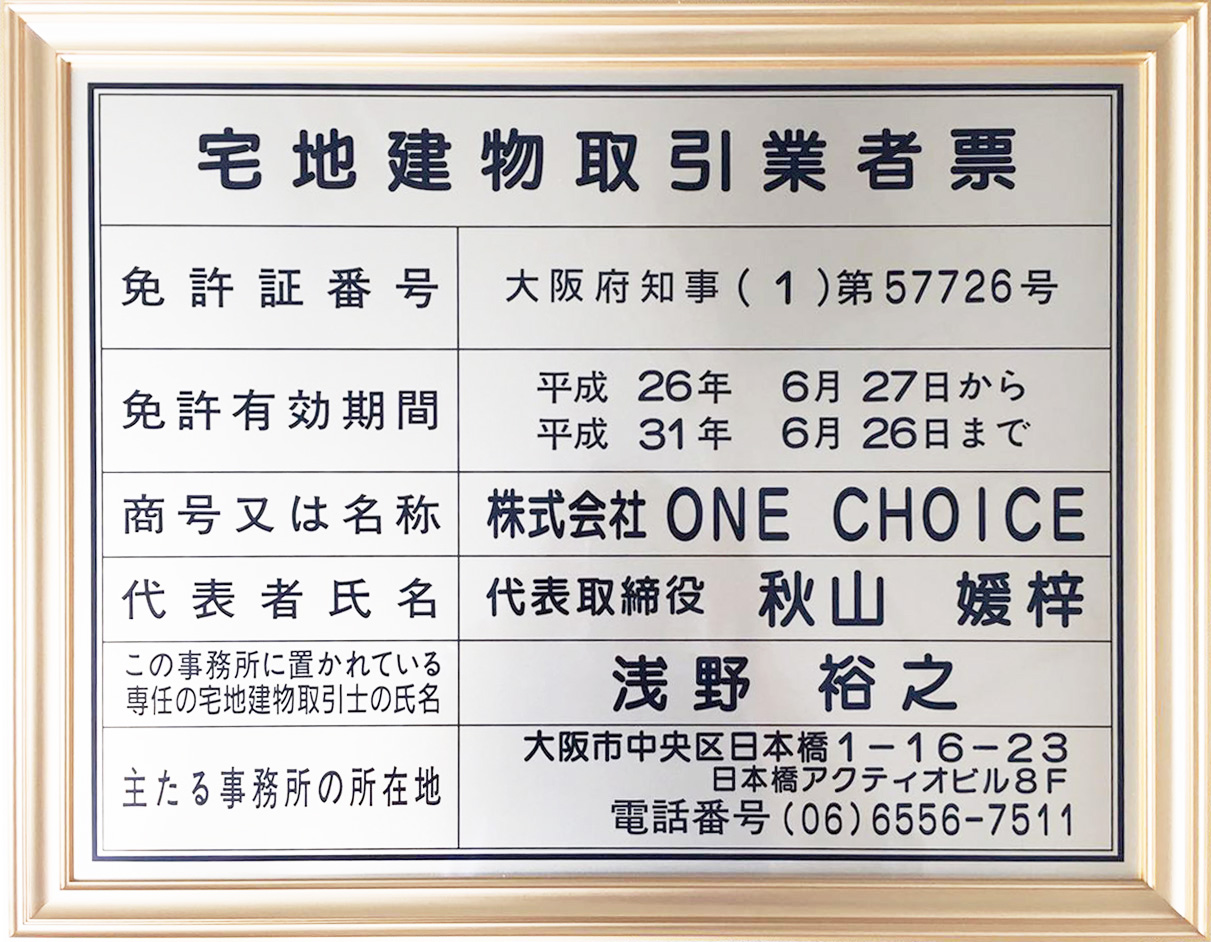 宅地建物取引業者票
免許証番号
大阪府知事(1)第57726号
免許有効期間
平成 26年 6月 27日から
平成 31年 6月 26日まで
商号又は名称
株式会社 ONE CHOICE
代表者氏名
代表取締役 秋山 媛梓
この事務所に置かれている
専任の宅地建物取引士の氏名
浅野 裕之
主たる事務所の所在地
大阪市中央区日本橋1-16-23
日本橋アクティオビル8F
電話番号(06)6556-7511